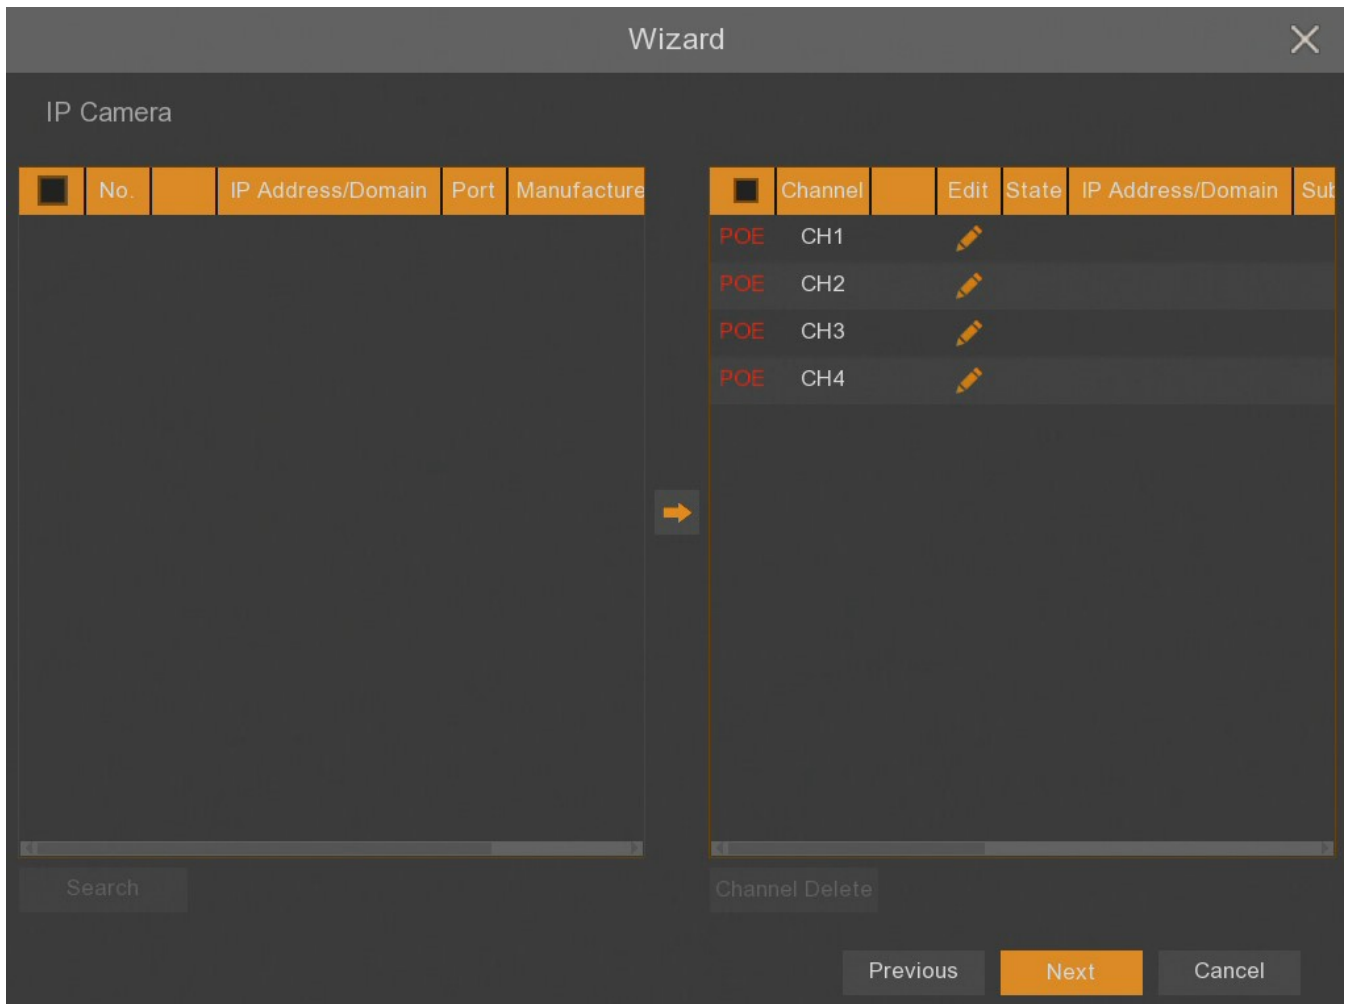 Wizard
IP Camera
No. IP Address/Domain Port Manufacture
Channel Edit State IP Address/Domain Sub
POE CH1
POE CH2
POE CH3
POE CH4
Search
Channel Delete
Previous Next Cancel